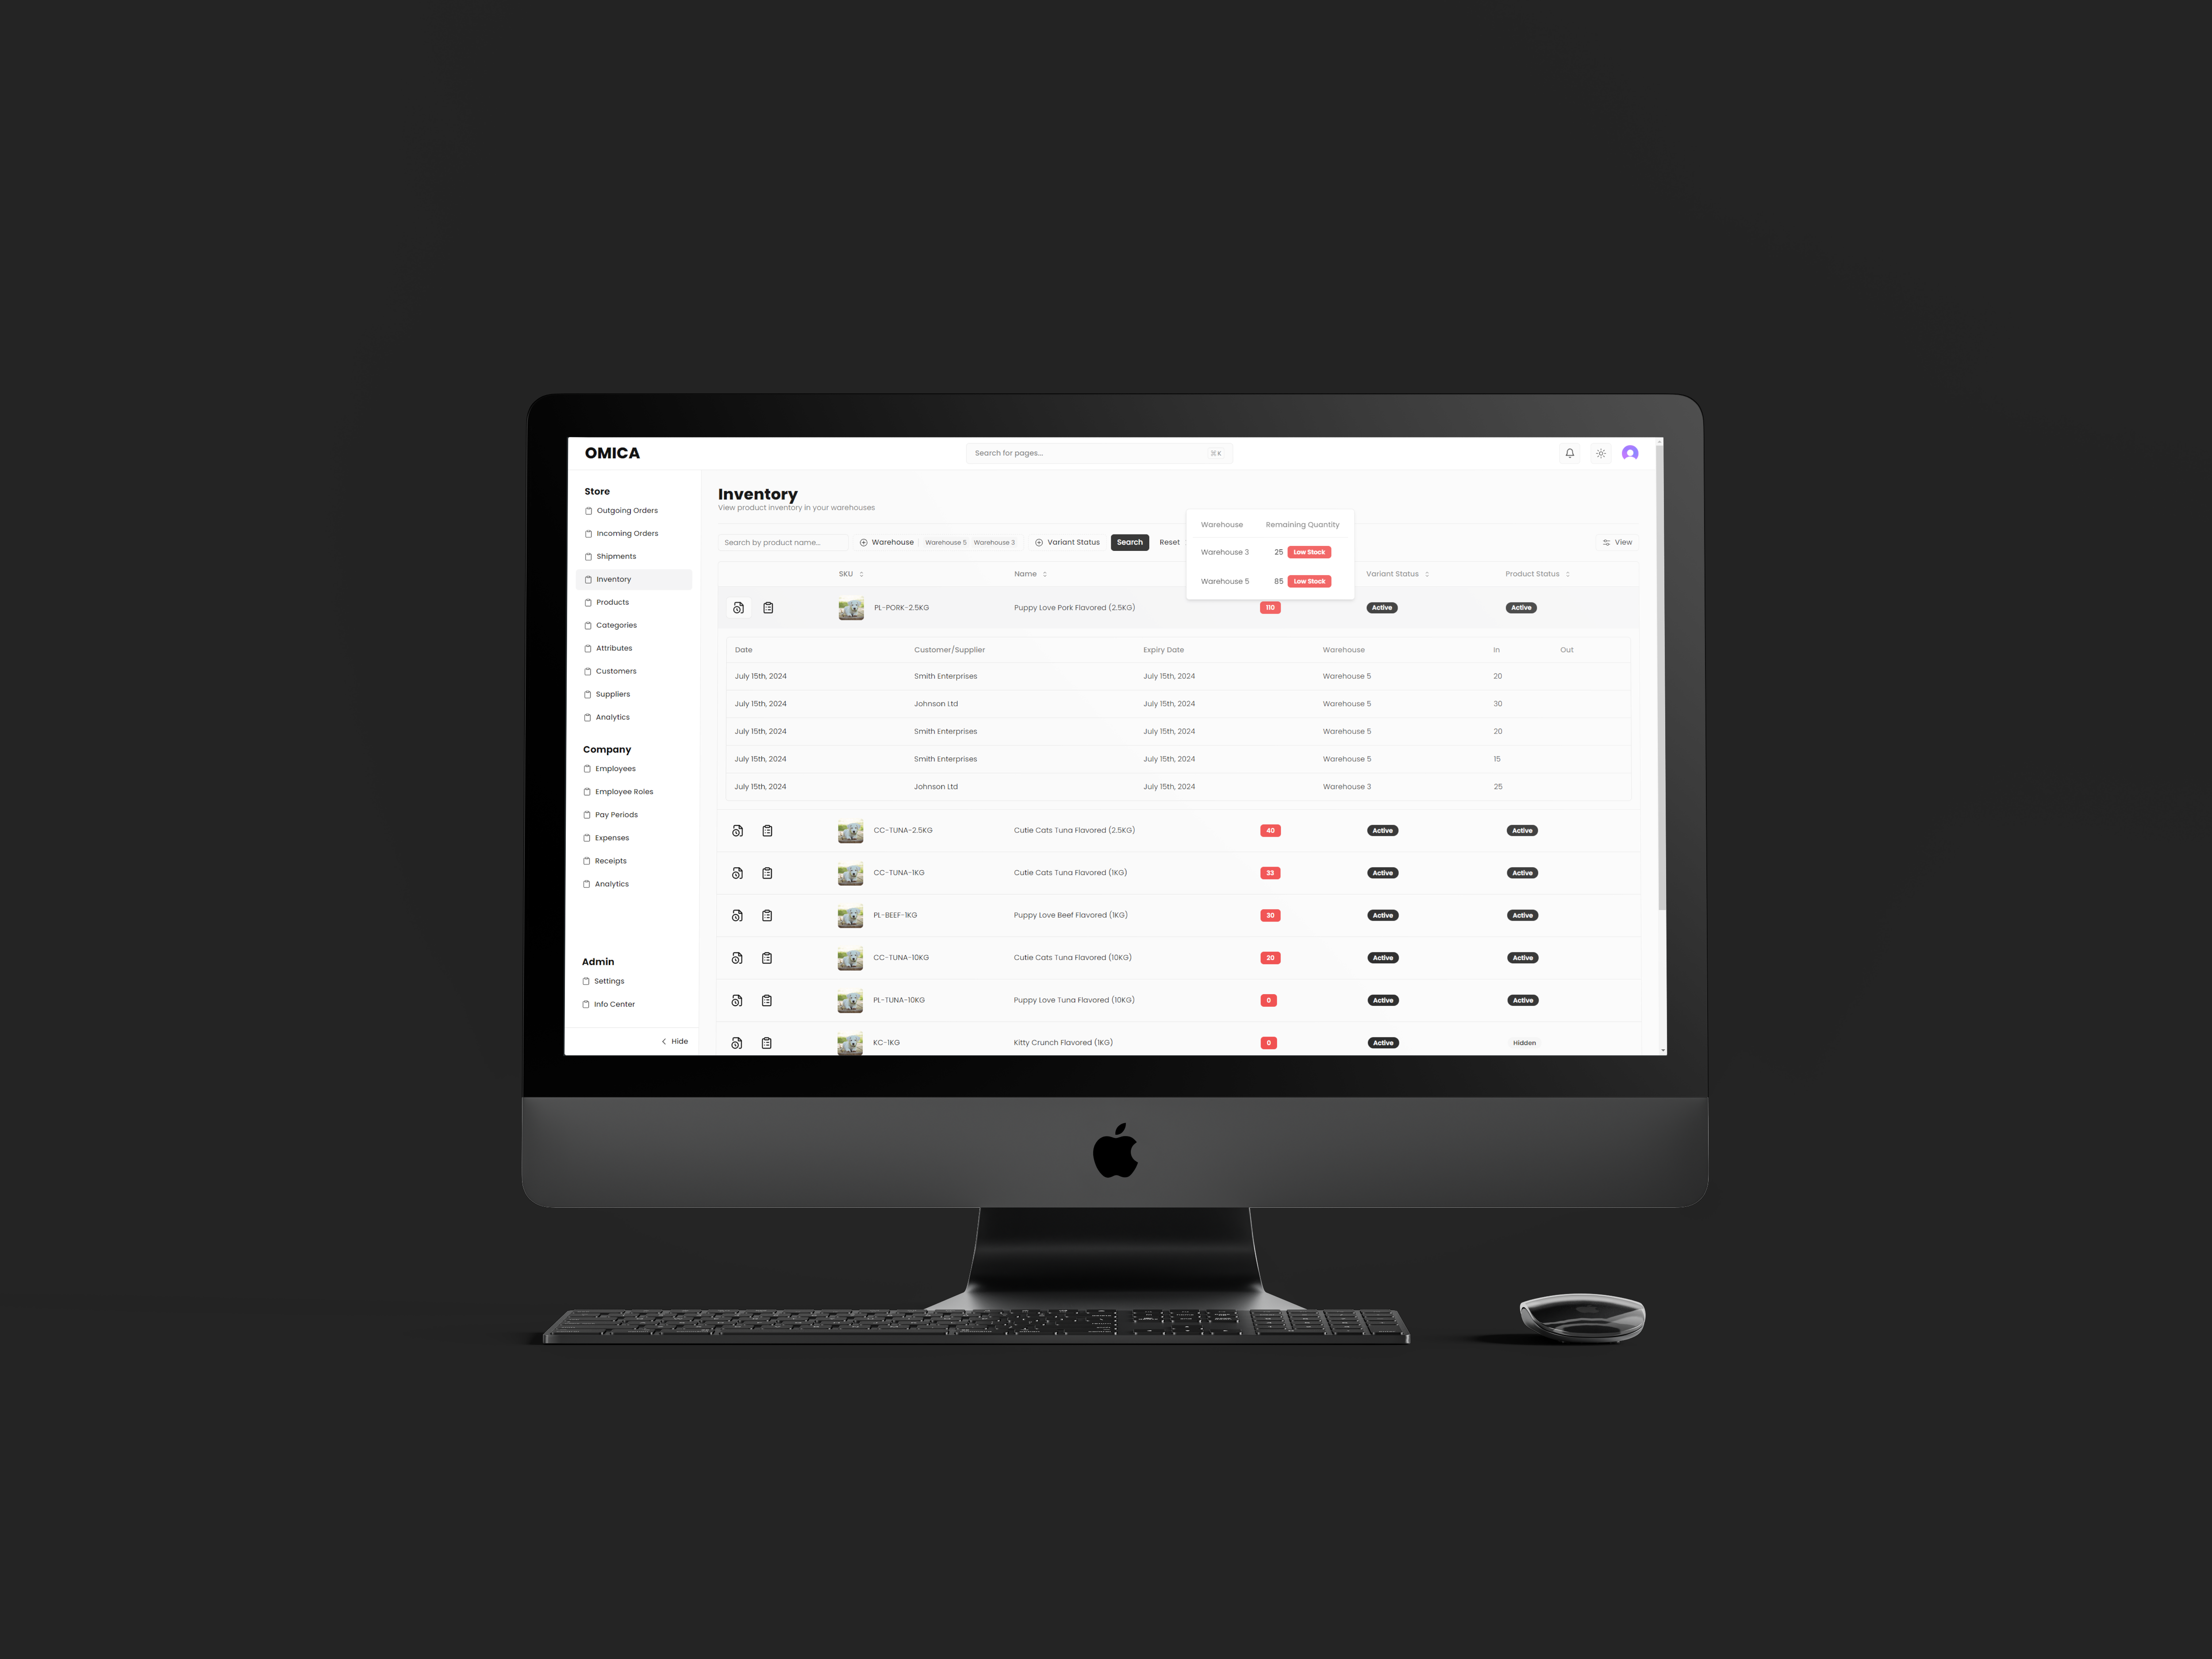 OMICA
Search for pages...
⌘K
Store
Outgoing Orders
Incoming Orders
Shipments
Inventory
Products
Categories
Attributes
Customers
Suppliers
Analytics
Company
Employees
Employee Roles
Pay Periods
Expenses
Receipts
Analytics
Admin
Settings
Info Center
Hide
Inventory
View product inventory in your warehouses
Search by product name... Warehouse Warehouse 5 Warehouse 3 Variant Status Search Reset View
Warehouse Remaining Quantity
Warehouse 3 25 Low Stock
Warehouse 5 85 Low Stock
SKU Name Variant Status Product Status
PL-PORK-2.5KG Puppy Love Pork Flavored (2.5KG) 110 Active Active
Date Customer/Supplier Expiry Date Warehouse In Out
July 15th, 2024 Smith Enterprises July 15th, 2024 Warehouse 5 20
July 15th, 2024 Johnson Ltd July 15th, 2024 Warehouse 5 30
July 15th, 2024 Smith Enterprises July 15th, 2024 Warehouse 5 20
July 15th, 2024 Smith Enterprises July 15th, 2024 Warehouse 5 15
July 15th, 2024 Johnson Ltd July 15th, 2024 Warehouse 3 25
CC-TUNA-2.5KG Cutie Cats Tuna Flavored (2.5KG) 40 Active Active
CC-TUNA-1KG Cutie Cats Tuna Flavored (1KG) 33 Active Active
PL-BEEF-1KG Puppy Love Beef Flavored (1KG) 30 Active Active
CC-TUNA-10KG Cutie Cats Tuna Flavored (10KG) 20 Active Active
PL-TUNA-10KG Puppy Love Tuna Flavored (10KG) 0 Active Active
KC-1KG Kitty Crunch Flavored (1KG) 0 Active Hidden